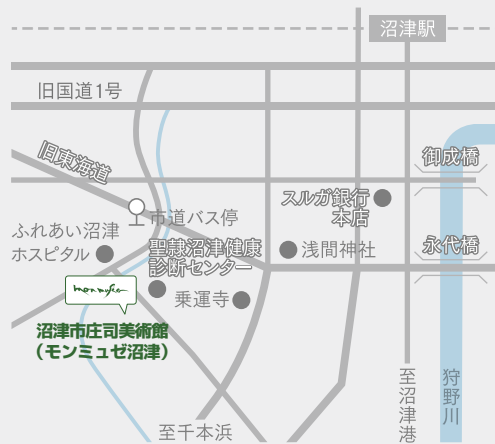 沼津駅
旧国道1号
旧東海道
御成橋
スルガ銀行
本店
市道バス停
ふれあい沼津
ホスピタル
聖隷沼津健康
診断センター
浅間神社
永代橋
乗運寺
mon musée
沼津市庄司美術館
（モンミュゼ沼津）
至沼津港
狩野川
至千本浜